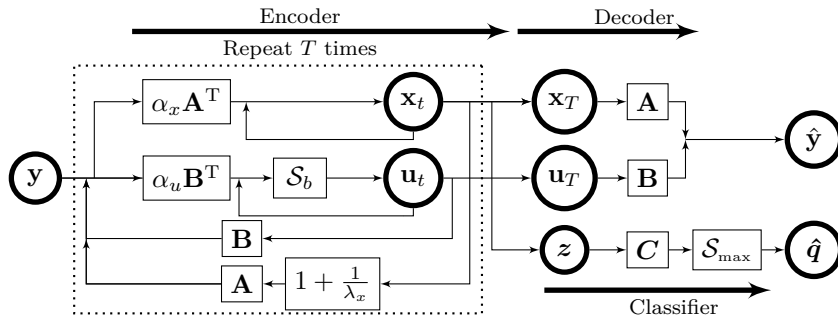 Encoder Decoder
Repeat T times
α_x A^T x_t x_T A
y α_u B^T S_b u_t u_T B ŷ
B z C S_max q̂
A 1 + 1/λ_x
Classifier